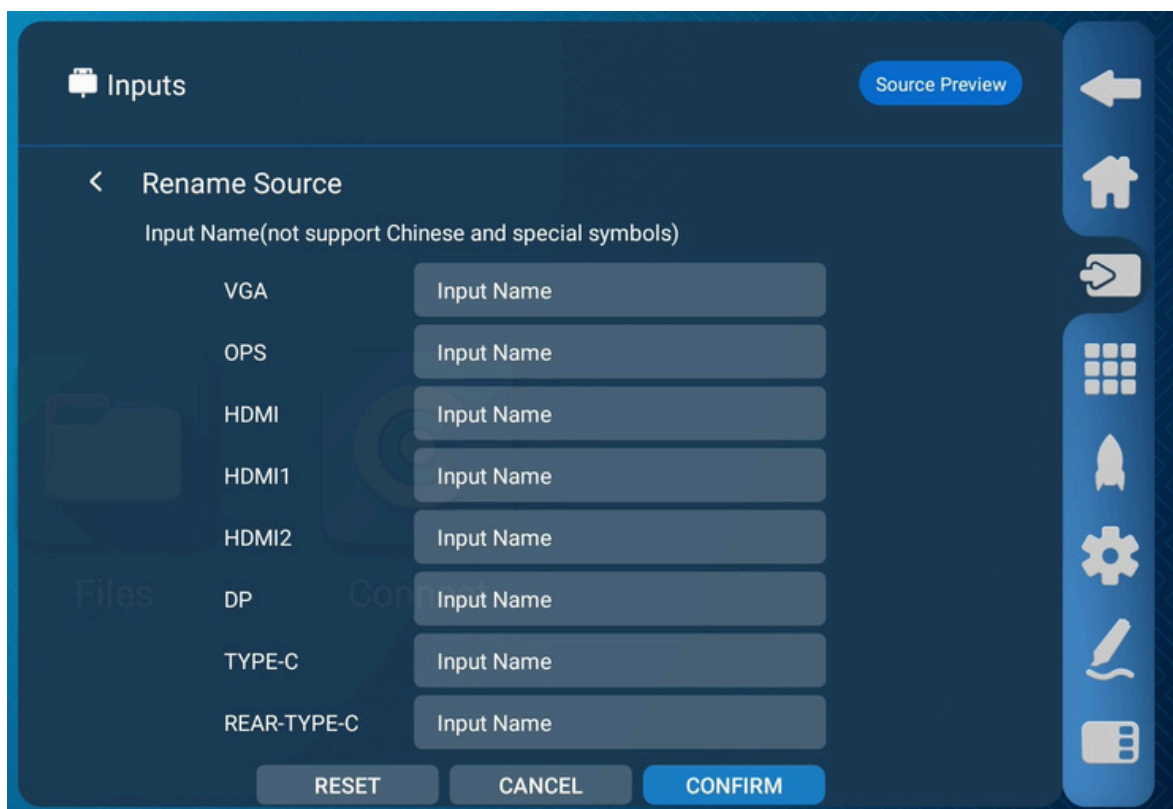 Inputs
Source Preview
Rename Source
Input Name(not support Chinese and special symbols)
VGA Input Name
OPS Input Name
HDMI Input Name
HDMI1 Input Name
HDMI2 Input Name
Files
DP Input Name
TYPE-C Input Name
REAR-TYPE-C Input Name
RESET CANCEL CONFIRM